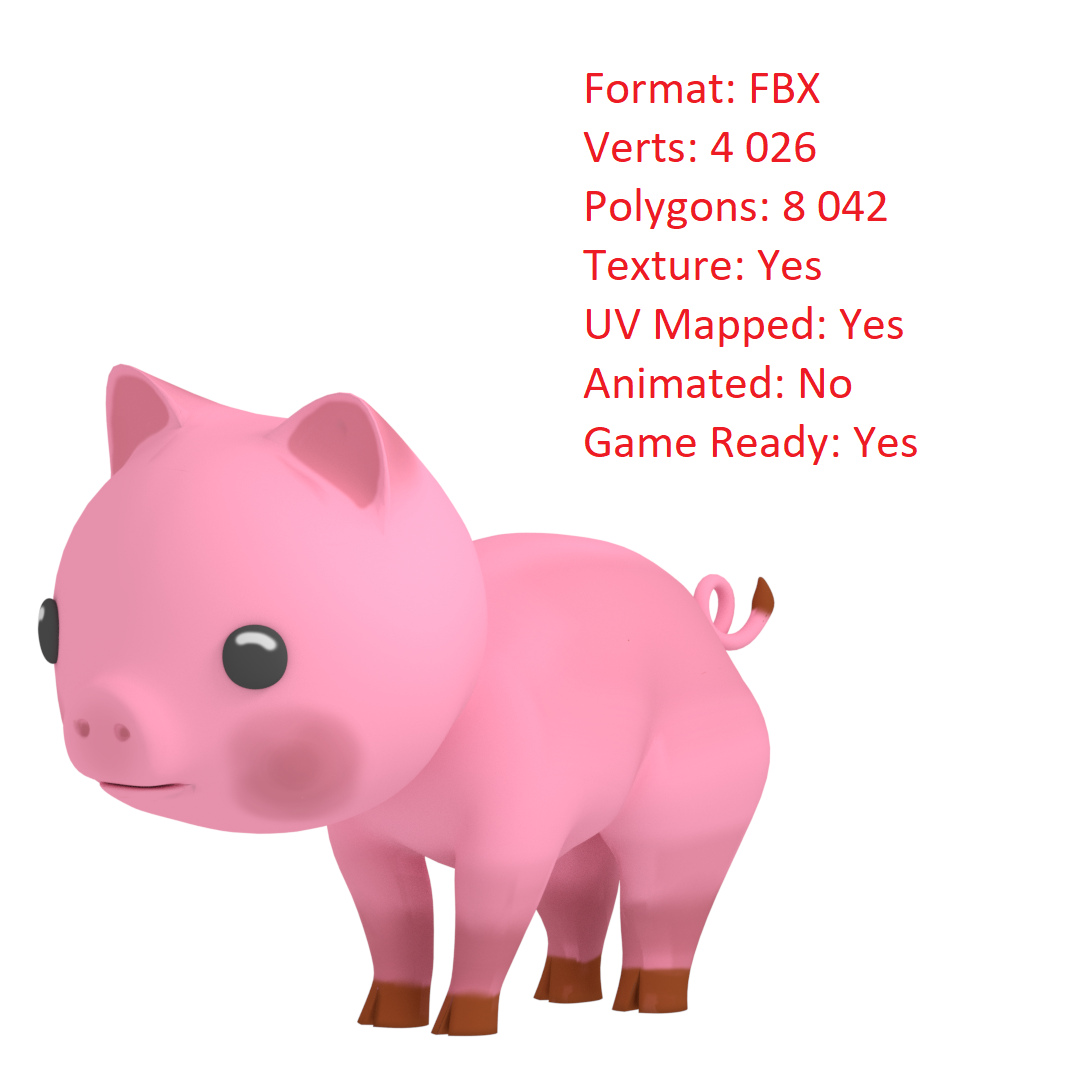 Format: FBX
Verts: 4 026
Polygons: 8 042
Texture: Yes
UV Mapped: Yes
Animated: No
Game Ready: Yes